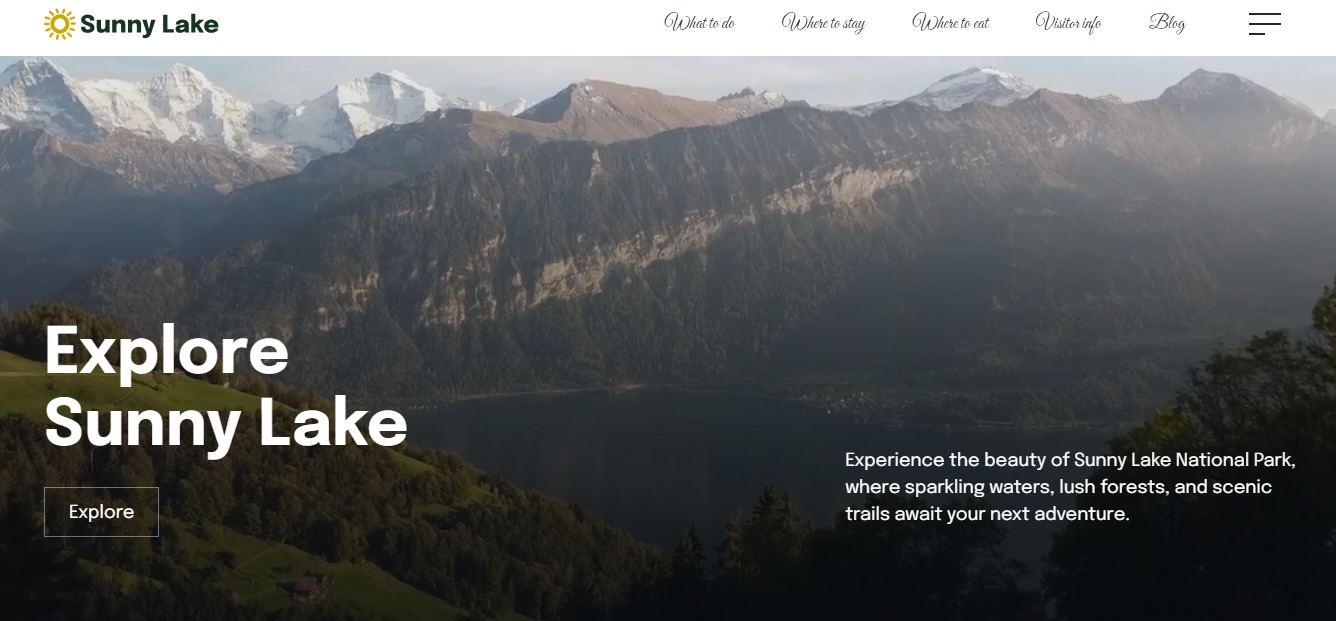 Sunny Lake
What to do
Where to stay
Where to eat
Visitor info
Blog
Explore
Sunny Lake
Explore
Experience the beauty of Sunny Lake National Park,
where sparkling waters, lush forests, and scenic
trails await your next adventure.